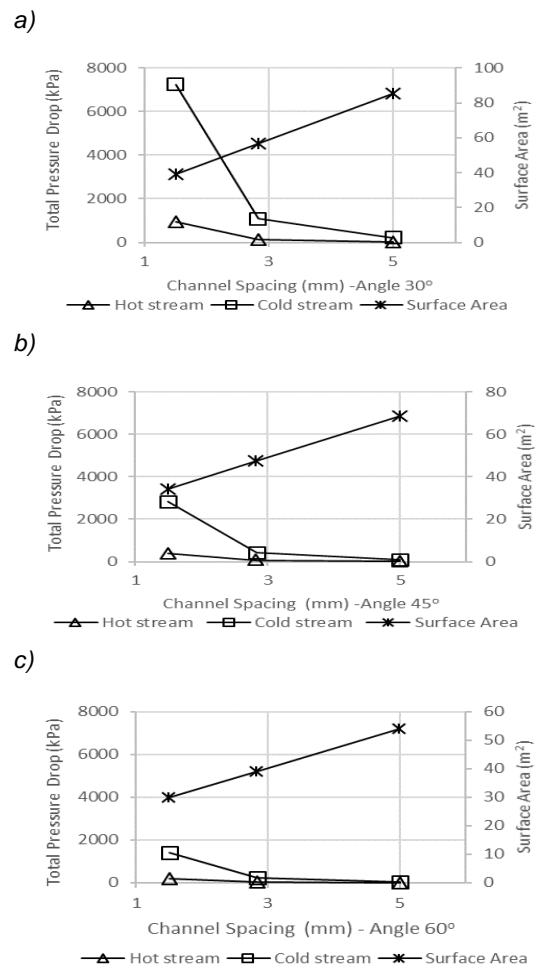 a)
8000
6000
4000
2000
0
Total Pressure Drop (kPa)
100
80
60
40
20
0
Surface Area (m²)
1 3 5
Channel Spacing (mm) -Angle 30°
Hot stream Cold stream Surface Area
b)
8000
6000
4000
2000
0
Total Pressure Drop (kPa)
80
60
40
20
0
Surface Area (m²)
1 3 5
Channel Spacing (mm) -Angle 45°
Hot stream Cold stream Surface Area
c)
8000
6000
4000
2000
0
Total Pressure Drop (kPa)
60
50
40
30
20
10
0
Surface Area (m²)
1 3 5
Channel Spacing (mm) - Angle 60°
Hot stream Cold stream Surface Area